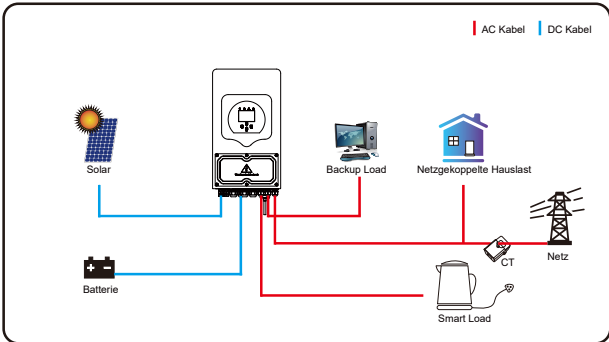 AC Kabel
DC Kabel
Solar
Backup Load
Netzgekoppelte Hauslast
CT
Netz
Batterie
Smart Load